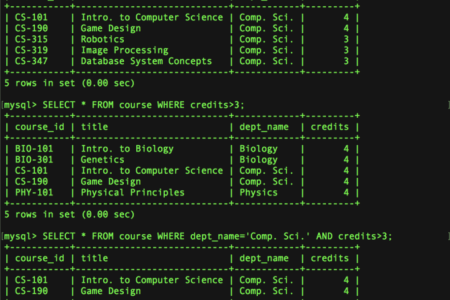 +-----------+----------------------------+------------+---------+
| CS-101    | Intro. to Computer Science | Comp. Sci. |       4 |
| CS-190    | Game Design                | Comp. Sci. |       4 |
| CS-315    | Robotics                   | Comp. Sci. |       3 |
| CS-319    | Image Processing           | Comp. Sci. |       3 |
| CS-347    | Database System Concepts   | Comp. Sci. |       3 |
+-----------+----------------------------+------------+---------+
5 rows in set (0.00 sec)
mysql> SELECT * FROM course WHERE credits>3;
+-----------+----------------------------+------------+---------+
| course_id | title                      | dept_name  | credits |
+-----------+----------------------------+------------+---------+
| BIO-101   | Intro. to Biology          | Biology    |       4 |
| BIO-301   | Genetics                   | Biology    |       4 |
| CS-101    | Intro. to Computer Science | Comp. Sci. |       4 |
| CS-190    | Game Design                | Comp. Sci. |       4 |
| PHY-101   | Physical Principles        | Physics    |       4 |
+-----------+----------------------------+------------+---------+
5 rows in set (0.00 sec)
mysql> SELECT * FROM course WHERE dept_name='Comp. Sci.' AND credits>3;
+-----------+----------------------------+------------+---------+
| course_id | title                      | dept_name  | credits |
+-----------+----------------------------+------------+---------+
| CS-101    | Intro. to Computer Science | Comp. Sci. |       4 |
| CS-190    | Game Design                | Comp. Sci. |       4 |